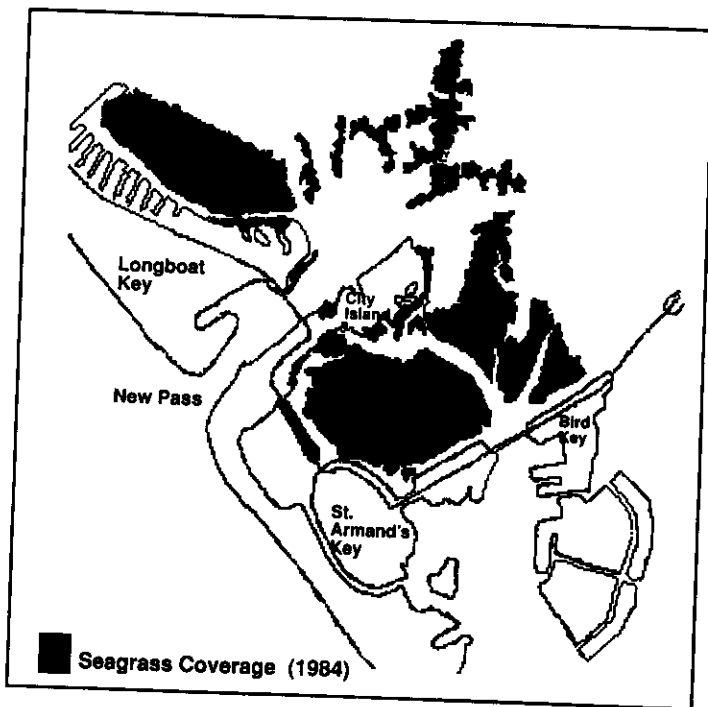 Longboat
Key
City
Island
New Pass
Bird
Key
St.
Armand's
Key
Seagrass Coverage (1984)